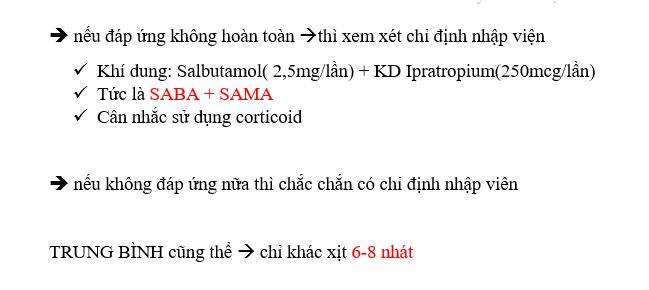 ➔ nếu đáp ứng không hoàn toàn →thì xem xét chỉ định nhập viện
✓ Khí dung: Salbutamol( 2,5mg/lần) + KD Ipratropium(250mcg/lần)
✓ Tức là SABA + SAMA
✓ Cân nhắc sử dụng corticoid
➔ nếu không đáp ứng nữa thì chắc chắn có chỉ định nhập viên
TRUNG BÌNH cũng thế → chỉ khác xịt 6-8 nhát